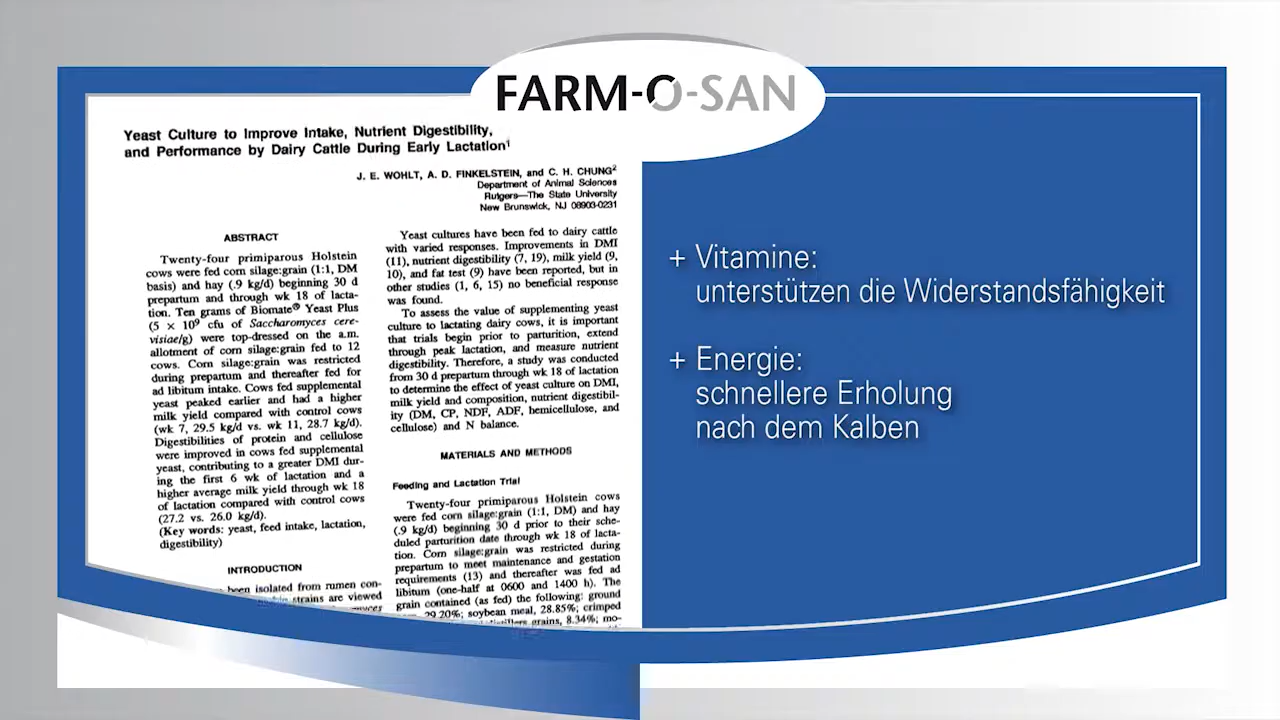 FARM-O-SAN
Yeast Culture to Improve Intake, Nutrient Digestibility,
and Performance by Dairy Cattle During Early Lactation¹
J. E. WOHLT, A. D. FINKELSTEIN, and C. H. CHUNG²
Department of Animal Sciences
Rutgers—The State University
New Brunswick, NJ 08903-0231
ABSTRACT
Twenty-four primiparous Holstein
cows were fed corn silage:grain (1:1, DM
basis) and hay (.9 kg/d) beginning 30 d
prepartum and through wk 18 of lacta-
tion. Ten grams of Biomate® Yeast Plus
(5 × 10⁹ cfu of Saccharomyces cere-
visiae/g) were top-dressed on the a.m.
allotment of corn silage:grain fed to 12
cows. Corn silage:grain was restricted
during prepartum and thereafter fed for
ad libitum intake. Cows fed supplemental
yeast peaked earlier and had a higher
milk yield compared with control cows
(wk 7, 29.5 kg/d vs. wk 11, 28.7 kg/d).
Digestibilities of protein and cellulose
were improved in cows fed supplemental
yeast, contributing to a greater DMI dur-
ing the first 6 wk of lactation and a
higher average milk yield through wk 18
of lactation compared with control cows
(27.2 vs. 26.0 kg/d).
(Key words: yeast, feed intake, lactation,
digestibility)
INTRODUCTION
been isolated from rumen con-
strains are viewed
Yeast cultures have been fed to dairy cattle
with varied responses. Improvements in DMI
(11), nutrient digestibility (7, 19), milk yield (9,
10), and fat test (9) have been reported, but in
other studies (1, 6, 15) no beneficial response
was found.
To assess the value of supplementing yeast
culture to lactating dairy cows, it is important
that trials begin prior to parturition, extend
through peak lactation, and measure nutrient
digestibility. Therefore, a study was conducted
from 30 d prepartum through wk 18 of lactation
to determine the effect of yeast culture on DMI,
milk yield and composition, nutrient digestibil-
ity (DM, CP, NDF, ADF, hemicellulose, and
cellulose) and N balance.
MATERIALS AND METHODS
Feeding and Lactation Trial
Twenty-four primiparous Holstein cows
were fed corn silage:grain (1:1, DM) and hay
(.9 kg/d) beginning 30 d prior to their sche-
duled parturition date through wk 18 of lacta-
tion. Corn silage:grain was restricted during
prepartum to meet maintenance and gestation
requirements (13) and thereafter was fed ad
libitum (one-half at 0600 and 1400 h). The
grain contained (as fed) the following: ground
29.20%; soybean meal, 28.85%; crimped
grains, 8.34%; mo-
+ Vitamine:
unterstützen die Widerstandsfähigkeit
+ Energie:
schnellere Erholung
nach dem Kalben